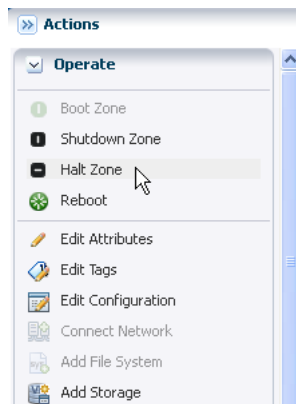 Actions
Operate
Boot Zone
Shutdown Zone
Halt Zone
Reboot
Edit Attributes
Edit Tags
Edit Configuration
Connect Network
Add File System
Add Storage